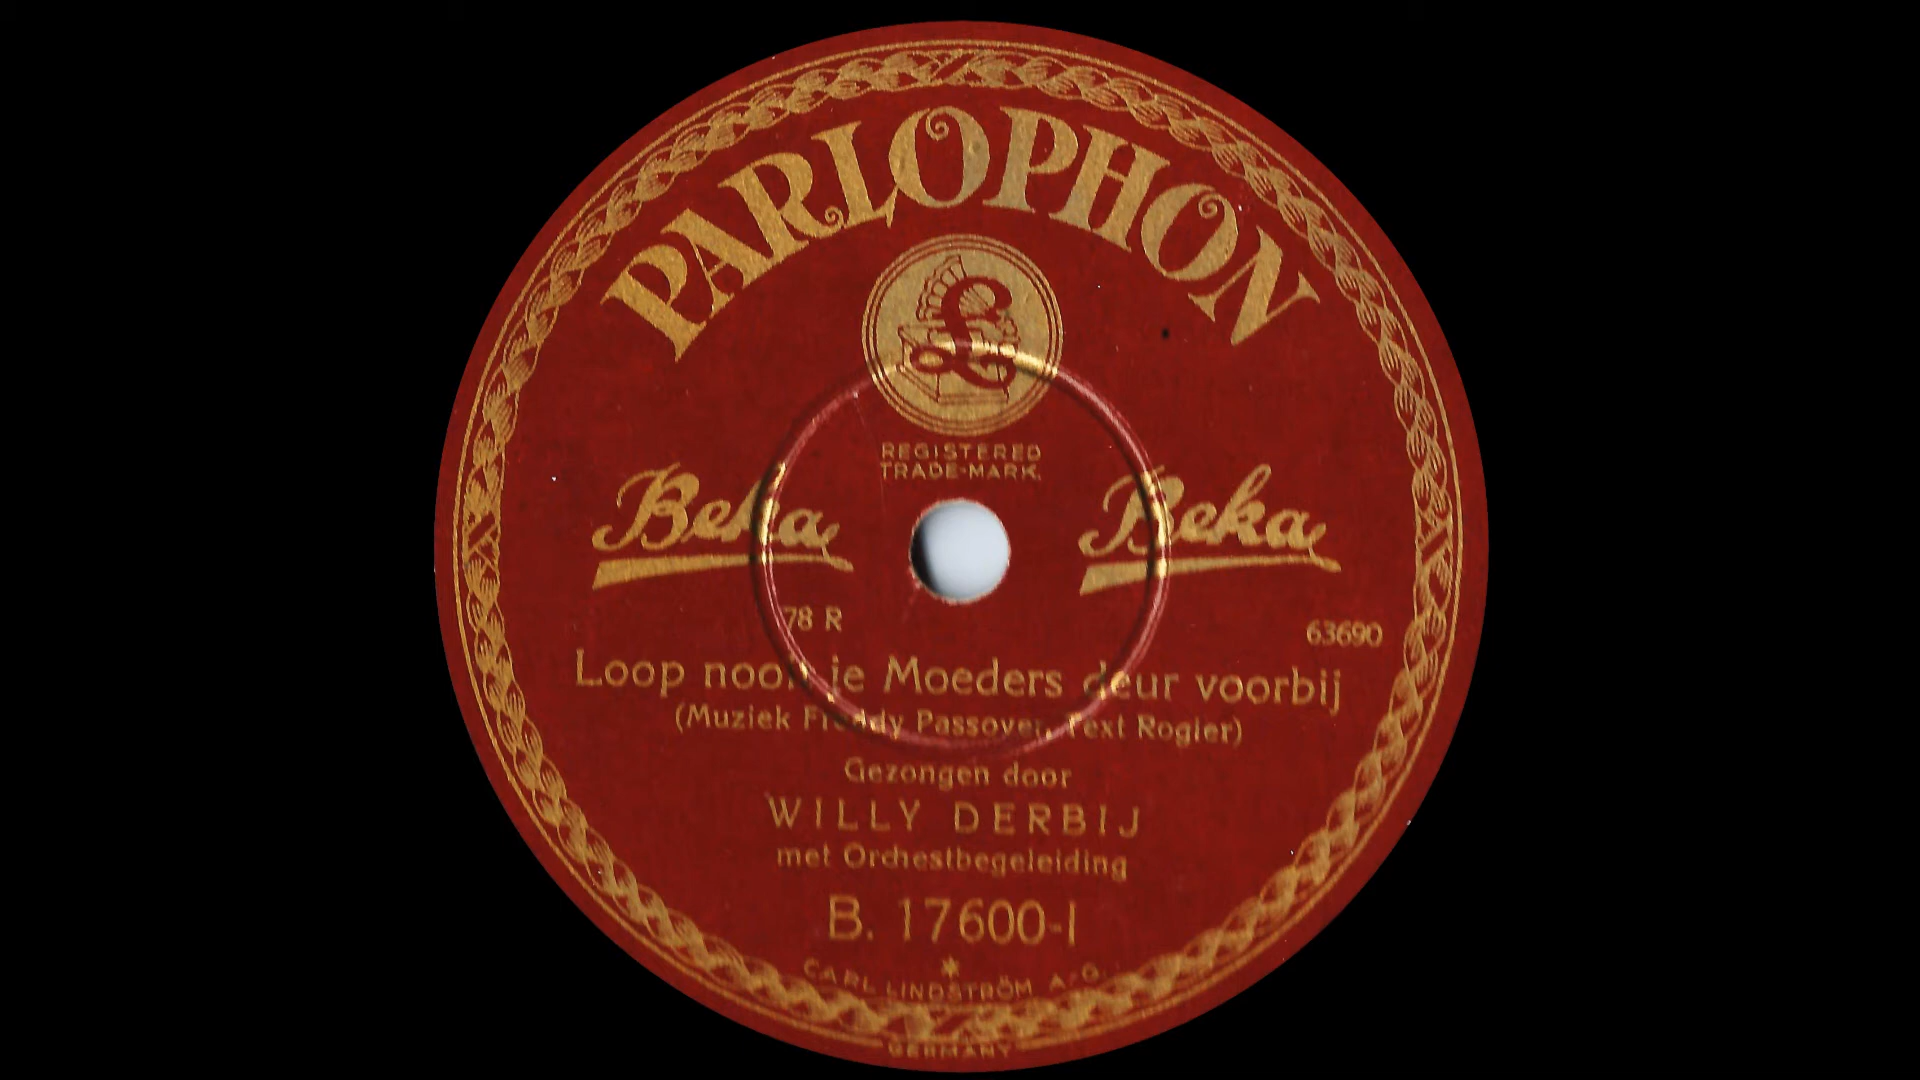 PARLOPHON
£
REGISTERED
TRADE-MARK.
Beka Beka
78 R 63690
Loop nooit je Moeders deur voorbij
(Muziek Freddy Passover, Text Rogier)
Gezongen door
WILLY DERBIJ
met Orchestbegeleiding
B. 17600-I
CARL LINDSTRÖM A-G.
GERMANY